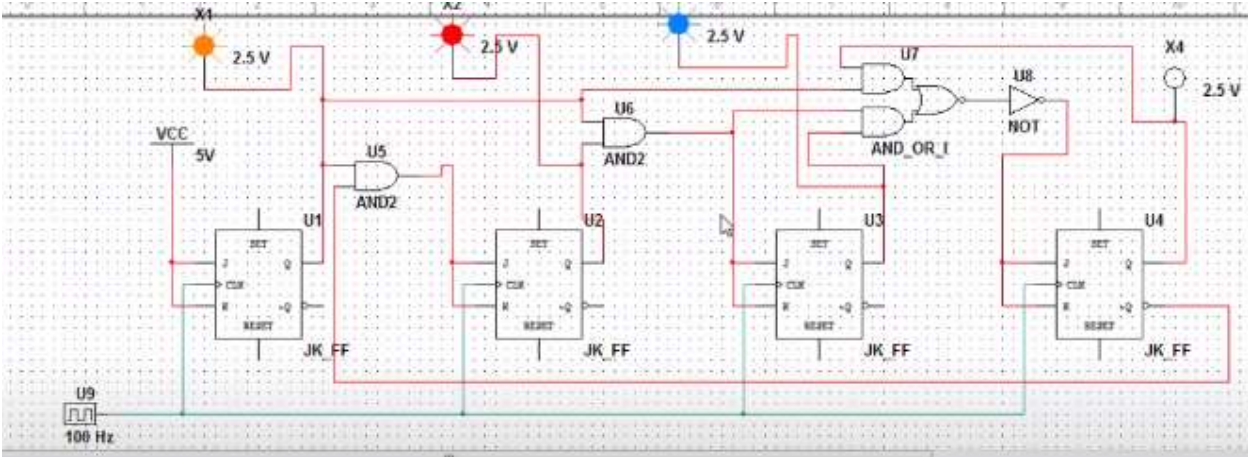 X1
2.5 V
X2
2.5 V
2.5 V
X4
2.5 V
VCC
5V
U5
AND2
U6
AND2
U7
AND_OR_I
U8
NOT
U1
SET
J
Q
CLK
K
~Q
RESET
JK_FF
U2
SET
J
Q
CLK
K
~Q
RESET
JK_FF
U3
SET
J
Q
CLK
K
~Q
RESET
JK_FF
U4
SET
J
Q
CLK
K
~Q
RESET
JK_FF
U9
100 Hz